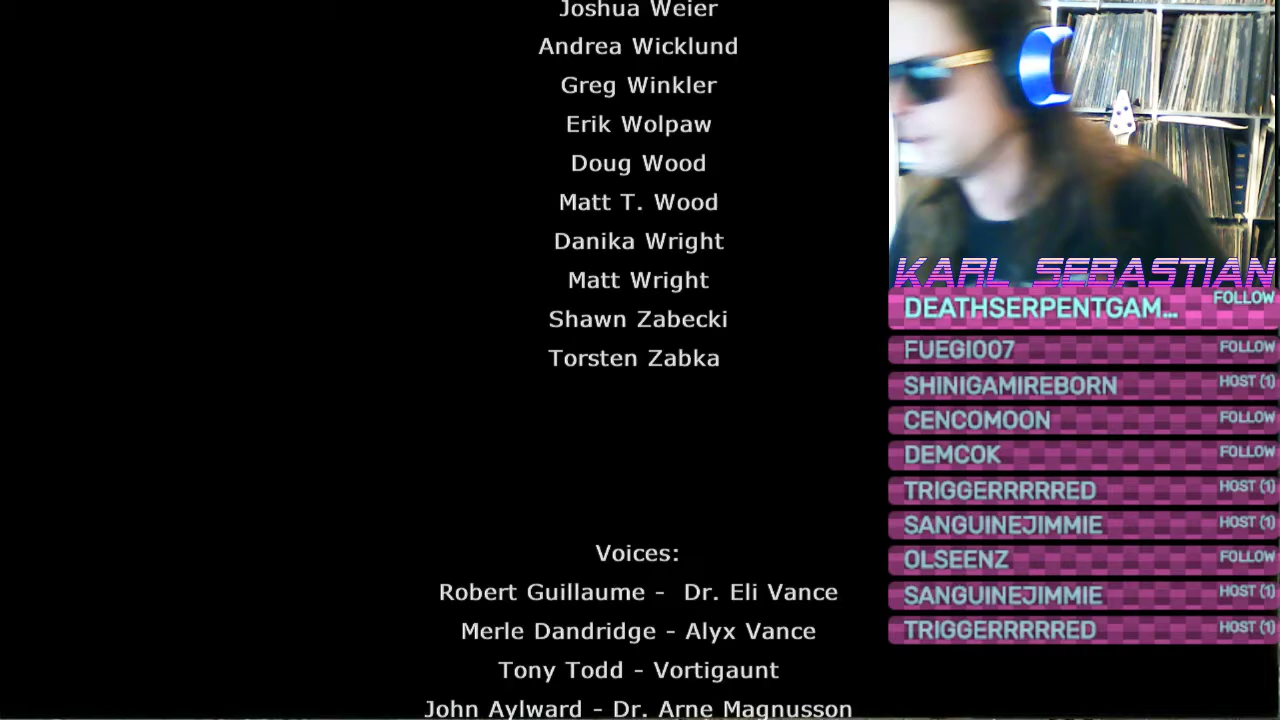 Joshua Weier
Andrea Wicklund
Greg Winkler
Erik Wolpaw
Doug Wood
Matt T. Wood
Danika Wright
Matt Wright
Shawn Zabecki
Torsten Zabka
Voices:
Robert Guillaume - Dr. Eli Vance
Merle Dandridge - Alyx Vance
Tony Todd - Vortigaunt
John Aylward - Dr. Arne Magnusson
KARL SEBASTIAN
DEATHSERPENTGAM... FOLLOW
FUEGI007 FOLLOW
SHINIGAMIREBORN HOST (1)
CENCOMOON FOLLOW
DEMCOK FOLLOW
TRIGGERRRRRED HOST (1)
SANGUINEJIMMIE HOST (1)
OLSEENZ FOLLOW
SANGUINEJIMMIE HOST (1)
TRIGGERRRRRED HOST (1)